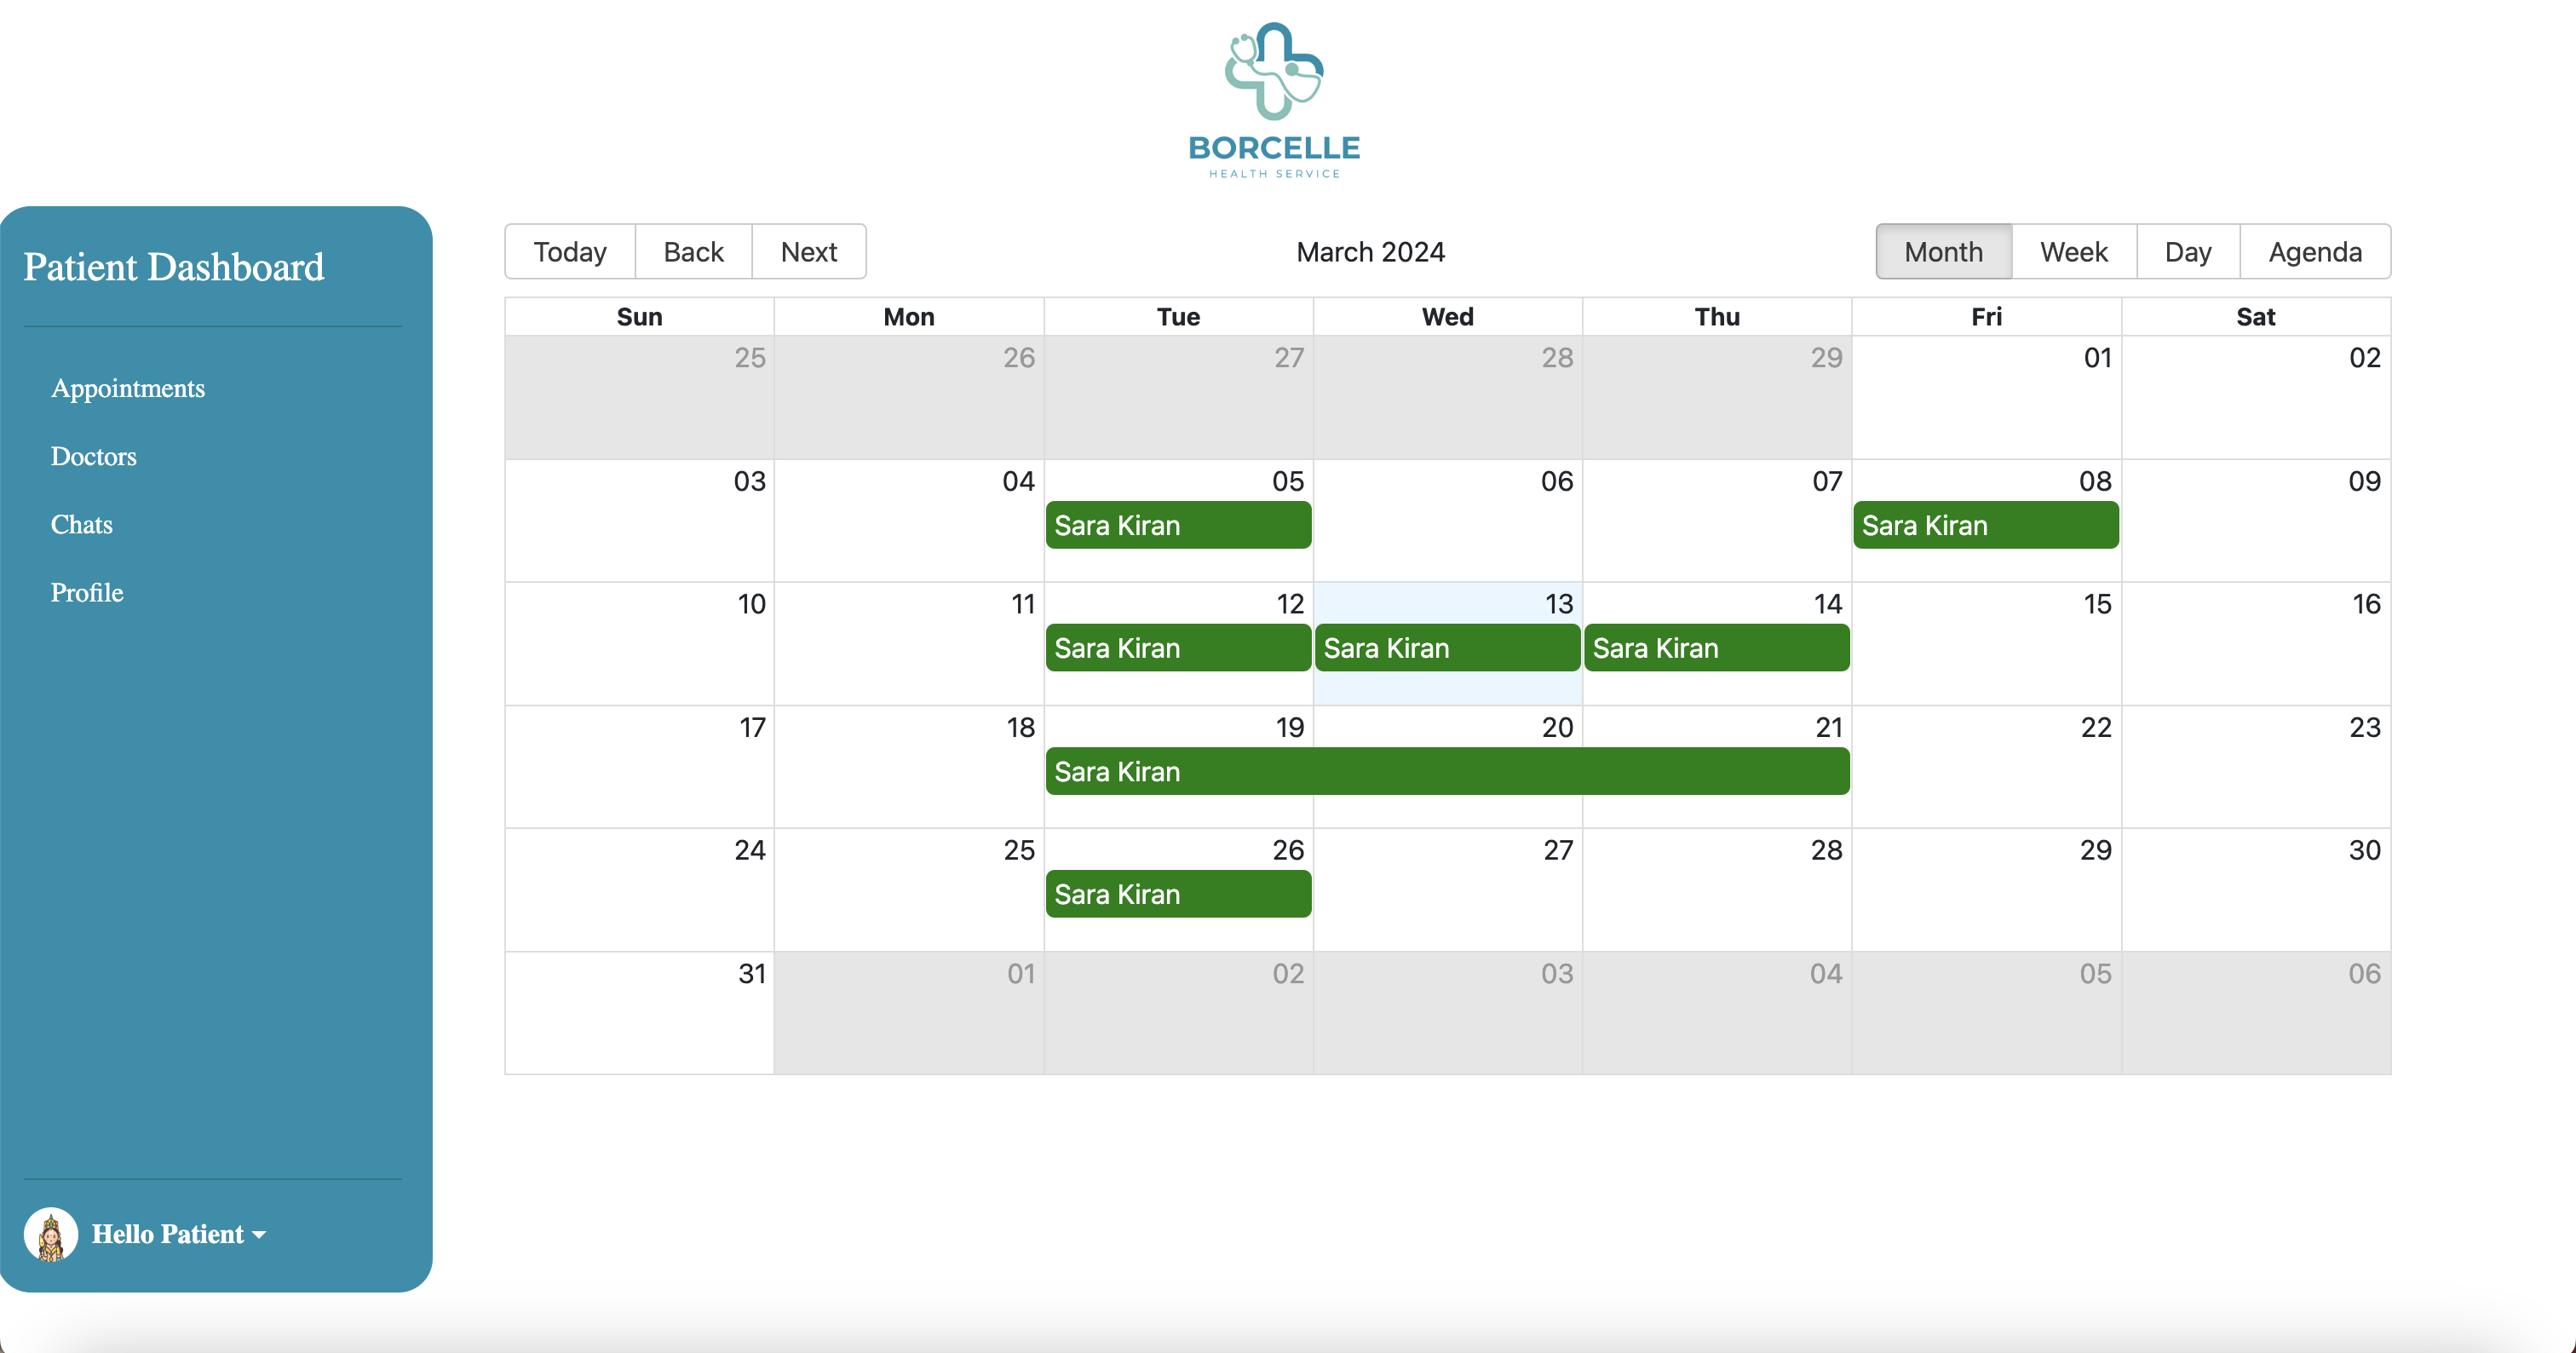 BORCELLE
HEALTH SERVICE
Patient Dashboard
Appointments
Doctors
Chats
Profile
Hello Patient
Today Back Next
March 2024
Month Week Day Agenda
Sun Mon Tue Wed Thu Fri Sat
25 26 27 28 29 01 02
03 04 05 06 07 08 09
Sara Kiran Sara Kiran
10 11 12 13 14 15 16
Sara Kiran Sara Kiran Sara Kiran
17 18 19 20 21 22 23
Sara Kiran
24 25 26 27 28 29 30
Sara Kiran
31 01 02 03 04 05 06